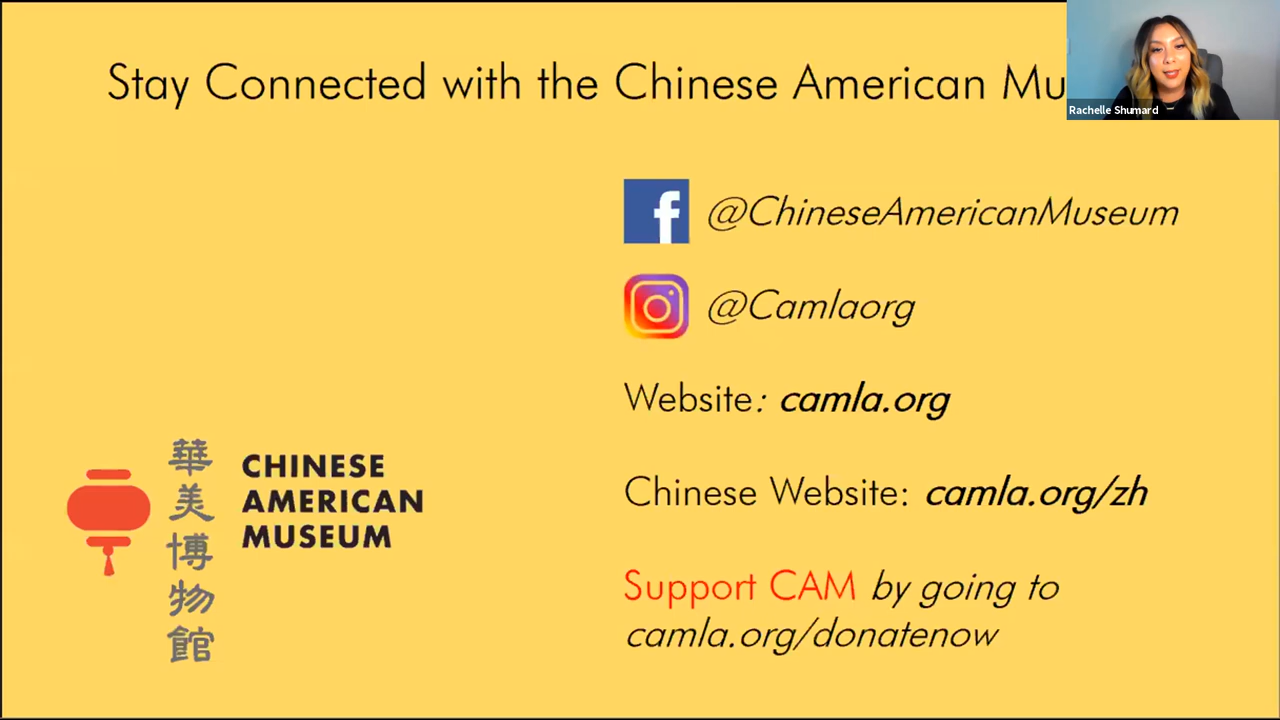 Stay Connected with the Chinese American Mu
Rachelle Shumard
@ChineseAmericanMuseum
@Camlaorg
Website: camla.org
Chinese Website: camla.org/zh
Support CAM by going to
camla.org/donatenow
華美博物館
CHINESE
AMERICAN
MUSEUM